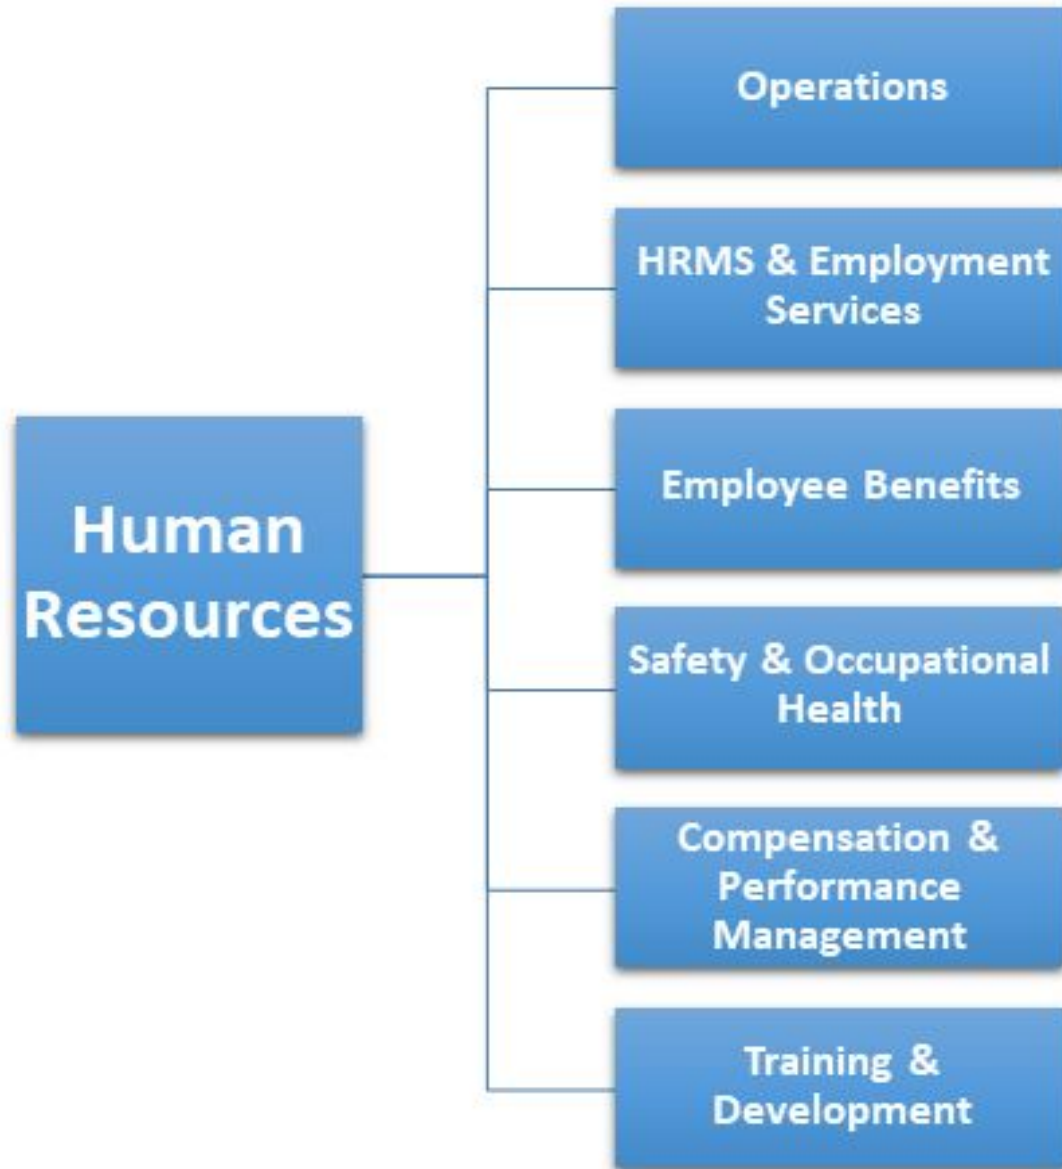 Operations
HRMS & Employment
Services
Employee Benefits
Human
Resources
Safety & Occupational
Health
Compensation &
Performance
Management
Training &
Development